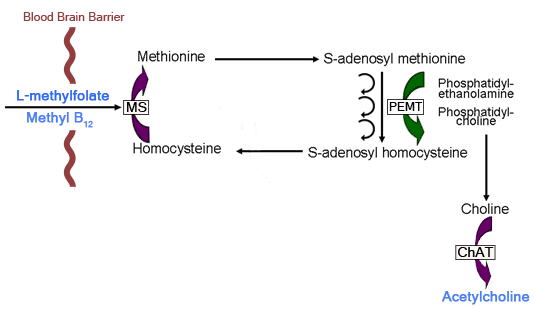 Blood Brain Barrier
Methionine
S-adenosyl methionine
L-methylfolate
Methyl B12
MS
PEMT
Phosphatidyl-
ethanolamine
Phosphatidyl-
choline
Homocysteine
S-adenosyl homocysteine
Choline
ChAT
Acetylcholine